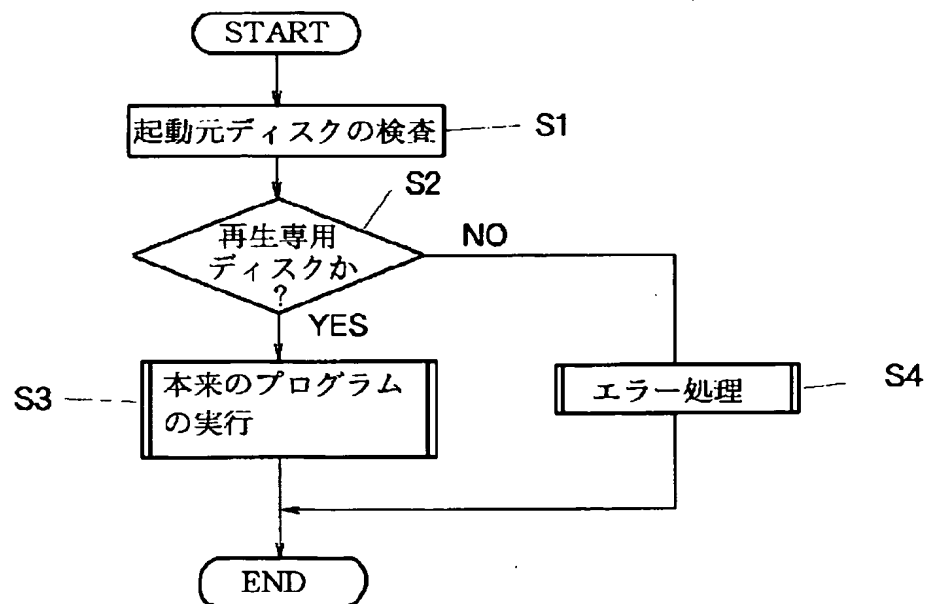 START
起動元ディスクの検査
S1
S2
再生専用
ディスクか
?
NO
YES
S3
本来のプログラム
の実行
エラー処理
S4
END